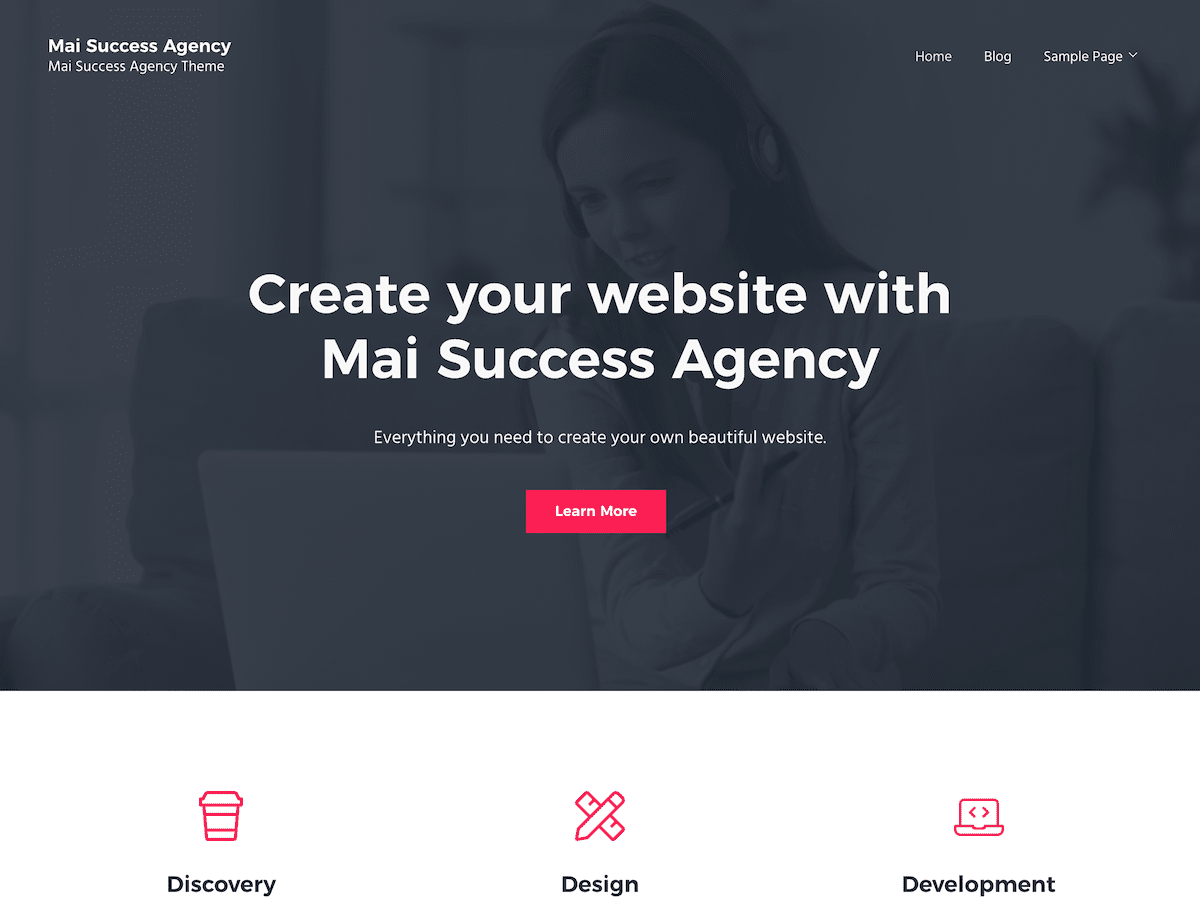 Mai Success Agency
Mai Success Agency Theme
Home Blog Sample Page
Create your website with
Mai Success Agency
Everything you need to create your own beautiful website.
Learn More
Discovery Design Development